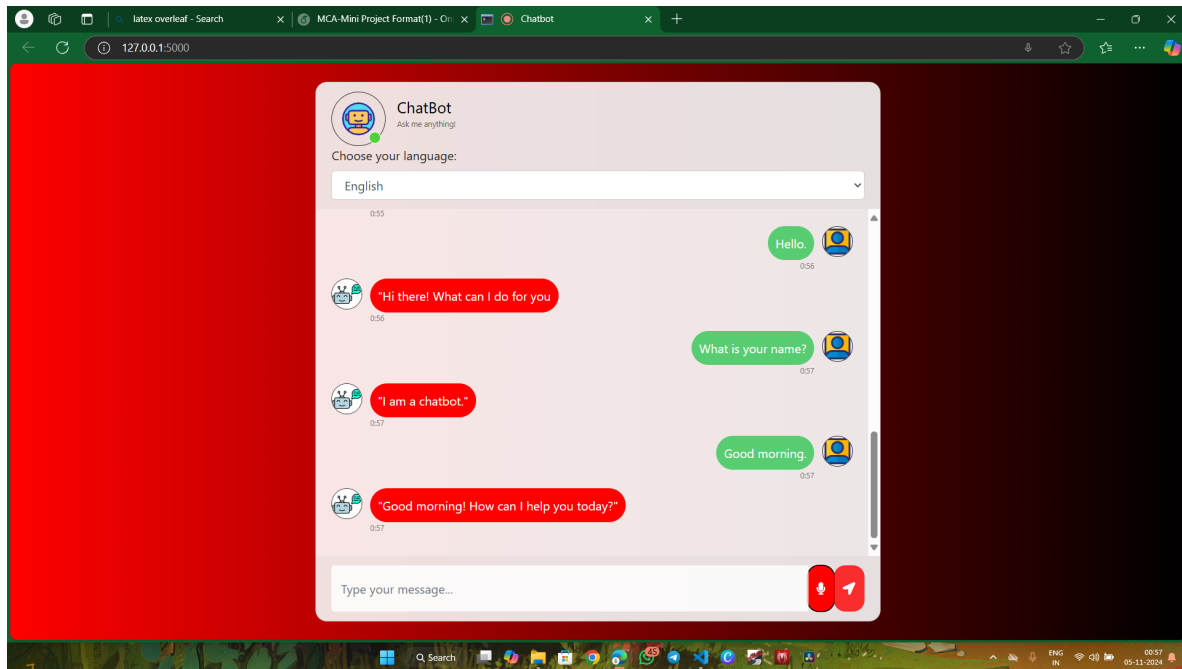 latex overleaf - Search
MCA-Mini Project Format(1) - On
Chatbot
127.0.0.1:5000
ChatBot
Ask me anything!
Choose your language:
English
0:55
Hello.
0:56
"Hi there! What can I do for you
0:56
What is your name?
0:57
"I am a chatbot."
0:57
Good morning.
0:57
"Good morning! How can I help you today?"
0:57
Type your message...
Search
45
ENG
IN
00:57
05-11-2024